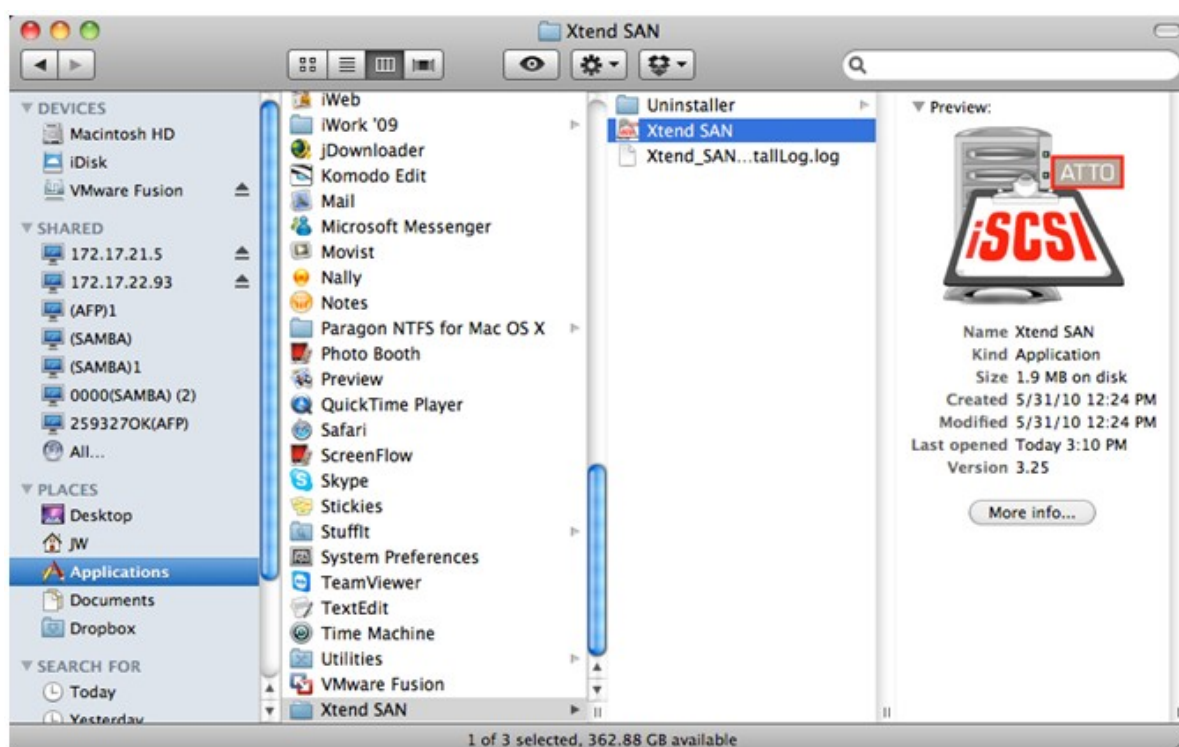 Xtend SAN
DEVICES
Macintosh HD
iDisk
VMware Fusion
SHARED
172.17.21.5
172.17.22.93
(AFP)1
(SAMBA)
(SAMBA)1
0000(SAMBA) (2)
259327OK(AFP)
All...
PLACES
Desktop
JW
Applications
Documents
Dropbox
SEARCH FOR
Today
Yesterday
iWeb
iWork '09
jDownloader
Komodo Edit
Mail
Microsoft Messenger
Movist
Nally
Notes
Paragon NTFS for Mac OS X
Photo Booth
Preview
QuickTime Player
Safari
ScreenFlow
Skype
Stickies
StuffIt
System Preferences
TeamViewer
TextEdit
Time Machine
Utilities
VMware Fusion
Xtend SAN
Uninstaller
Xtend SAN
Xtend_SAN...tallLog.log
Preview:
ATTO
iSCSI
Name Xtend SAN
Kind Application
Size 1.9 MB on disk
Created 5/31/10 12:24 PM
Modified 5/31/10 12:24 PM
Last opened Today 3:10 PM
Version 3.25
More info...
1 of 3 selected, 362.88 GB available